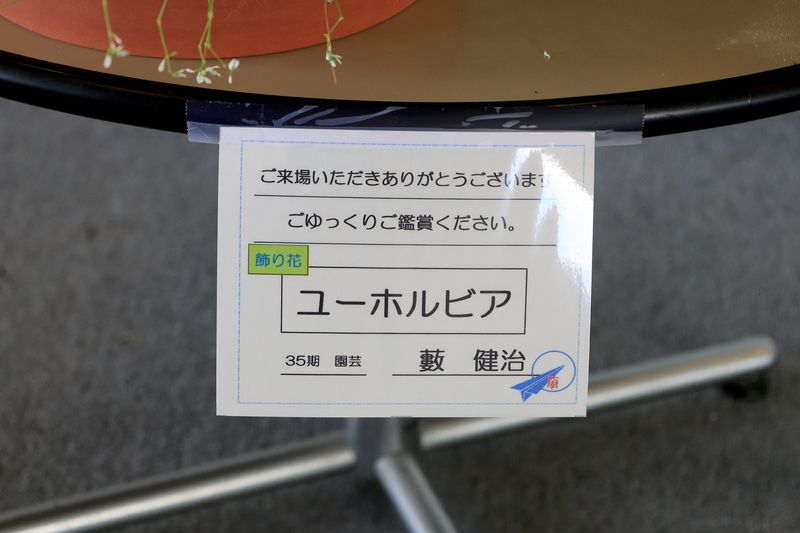 ご来場いただきありがとうございます
ごゆっくりご鑑賞ください。
飾り花
ユーホルビア
35期 園芸
藪 健治